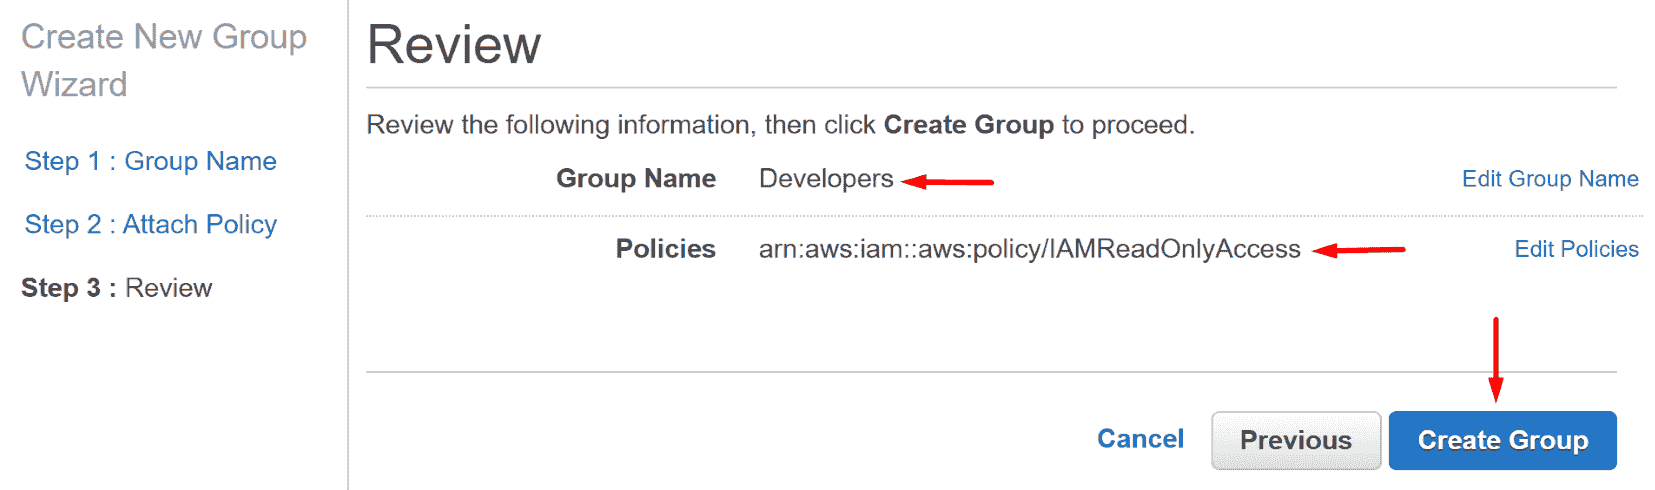 Create New Group
Wizard
Step 1 : Group Name
Step 2 : Attach Policy
Step 3 : Review
Review
Review the following information, then click Create Group to proceed.
Group Name Developers Edit Group Name
Policies arn:aws:iam::aws:policy/IAMReadOnlyAccess Edit Policies
Cancel Previous Create Group